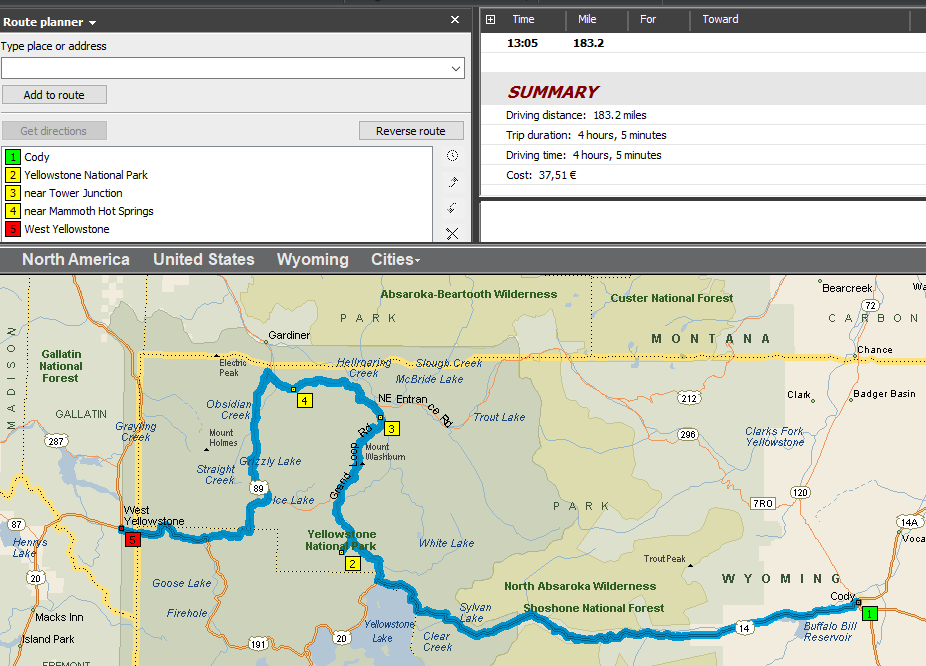 Route planner
Type place or address
Add to route
Get directions
Reverse route
1 Cody
2 Yellowstone National Park
3 near Tower Junction
4 near Mammoth Hot Springs
5 West Yellowstone
Time Mile For Toward
13:05 183.2
SUMMARY
Driving distance: 183.2 miles
Trip duration: 4 hours, 5 minutes
Driving time: 4 hours, 5 minutes
Cost: 37,51 €
North America United States Wyoming Cities
Absaroka-Beartooth Wilderness
Custer National Forest
Bearcreek
72
PARK
CARBON
MADISON
Gardiner
MONTANA
Chance
Gallatin
National
Forest
Electric
Peak
Hellroaring
Creek
Slough Creek
McBride Lake
212
Clark
Badger Basin
GALLATIN
Obsidian
Creek
4
NE Entrance Rd
Trout Lake
3
Grayling
Creek
287
Mount
Holmes
Grand Loop Rd
Mount
Washburn
296
Clarks Fork
Yellowstone
Straight
Creek
Grizzly Lake
89
Ice Lake
120
7R0
PARK
West
Yellowstone
87
5
14A
Henrys
Lake
Yellowstone
National Park
2
White Lake
Trout Peak
20
Goose Lake
North Absaroka Wilderness
WYOMING
Shoshone National Forest
Cody
1
Macks Inn
Firehole
Yellowstone
Lake
Sylvan
Lake
14
Buffalo Bill
Reservoir
Island Park
191
20
Clear
Creek
FREMONT